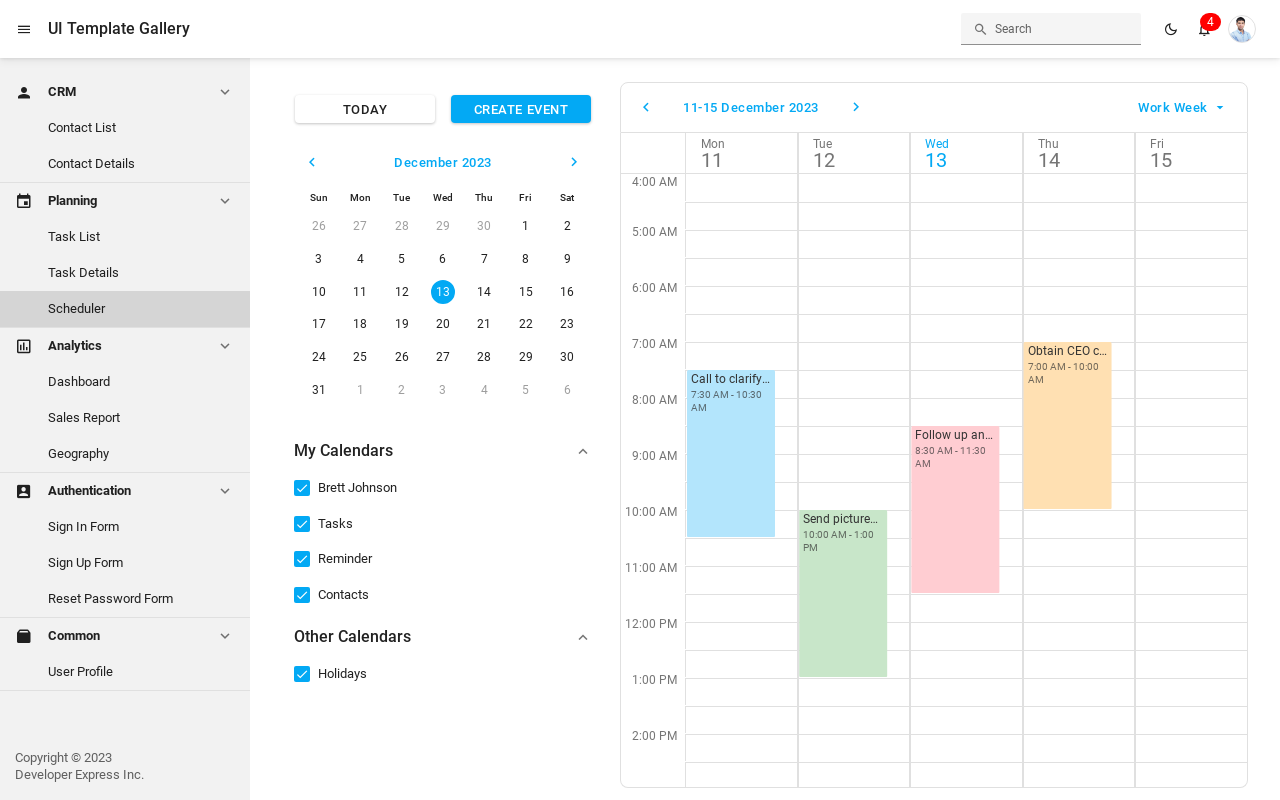 UI Template Gallery
Search
4
CRM
Contact List
Contact Details
Planning
Task List
Task Details
Scheduler
Analytics
Dashboard
Sales Report
Geography
Authentication
Sign In Form
Sign Up Form
Reset Password Form
Common
User Profile
Copyright © 2023
Developer Express Inc.
TODAY
CREATE EVENT
December 2023
Sun Mon Tue Wed Thu Fri Sat
26 27 28 29 30 1 2
3 4 5 6 7 8 9
10 11 12 13 14 15 16
17 18 19 20 21 22 23
24 25 26 27 28 29 30
31 1 2 3 4 5 6
My Calendars
Brett Johnson
Tasks
Reminder
Contacts
Other Calendars
Holidays
11-15 December 2023
Work Week
Mon Tue Wed Thu Fri
11 12 13 14 15
4:00 AM
5:00 AM
6:00 AM
7:00 AM
8:00 AM
9:00 AM
10:00 AM
11:00 AM
12:00 PM
1:00 PM
2:00 PM
Call to clarify...
7:30 AM - 10:30
AM
Send picture...
10:00 AM - 1:00
PM
Follow up an...
8:30 AM - 11:30
AM
Obtain CEO c...
7:00 AM - 10:00
AM